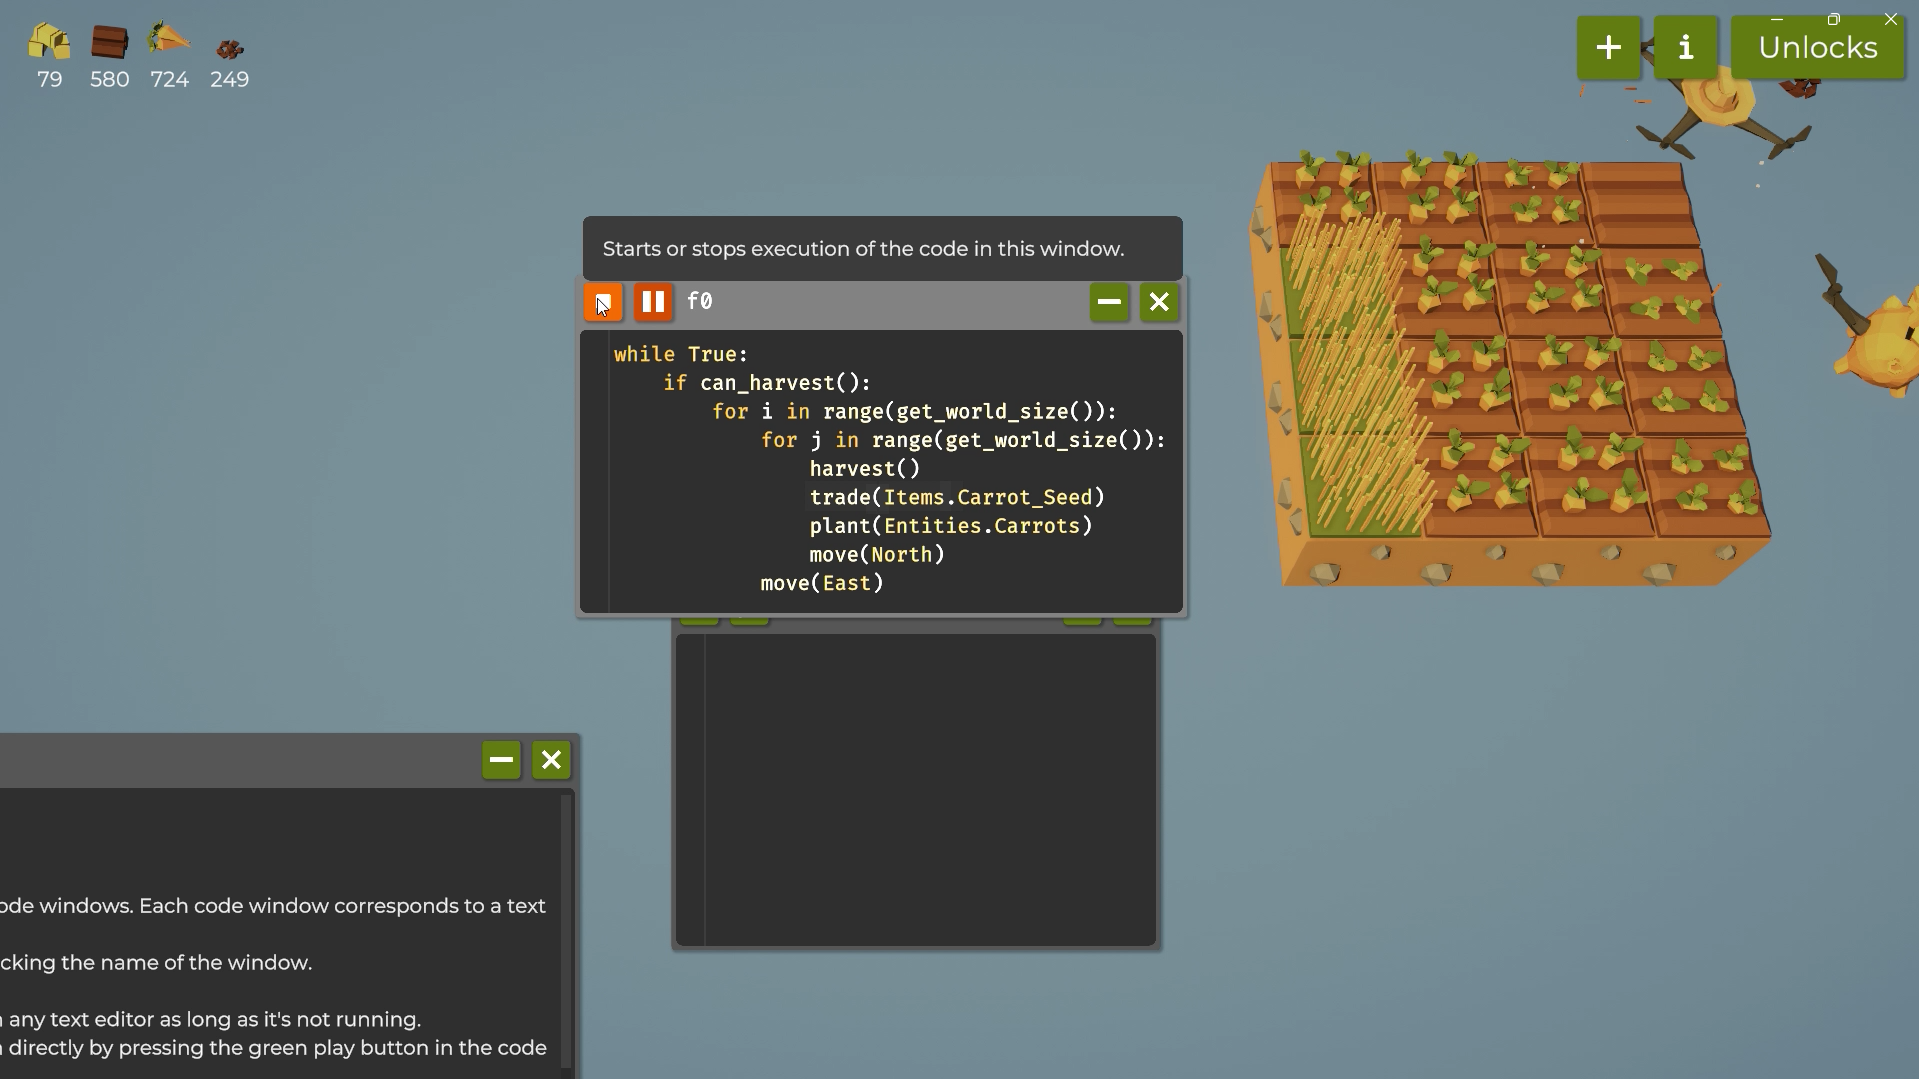 79 580 724 249
+ i Unlocks
Starts or stops execution of the code in this window.
f0
while True:
if can_harvest():
for i in range(get_world_size()):
for j in range(get_world_size()):
harvest()
trade(Items.Carrot_Seed)
plant(Entities.Carrots)
move(North)
move(East)
ode windows. Each code window corresponds to a text
cking the name of the window.
any text editor as long as it's not running.
directly by pressing the green play button in the code